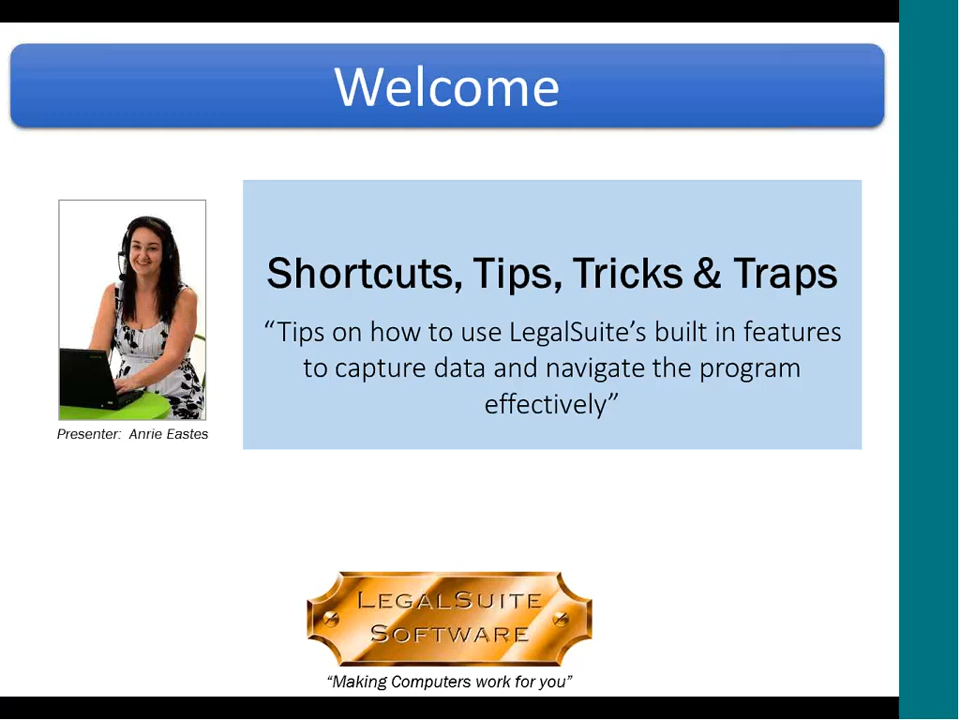 Welcome
Shortcuts, Tips, Tricks & Traps
“Tips on how to use LegalSuite’s built in features
to capture data and navigate the program
effectively”
Presenter: Anrie Eastes
LEGALSUITE
SOFTWARE
“Making Computers work for you”